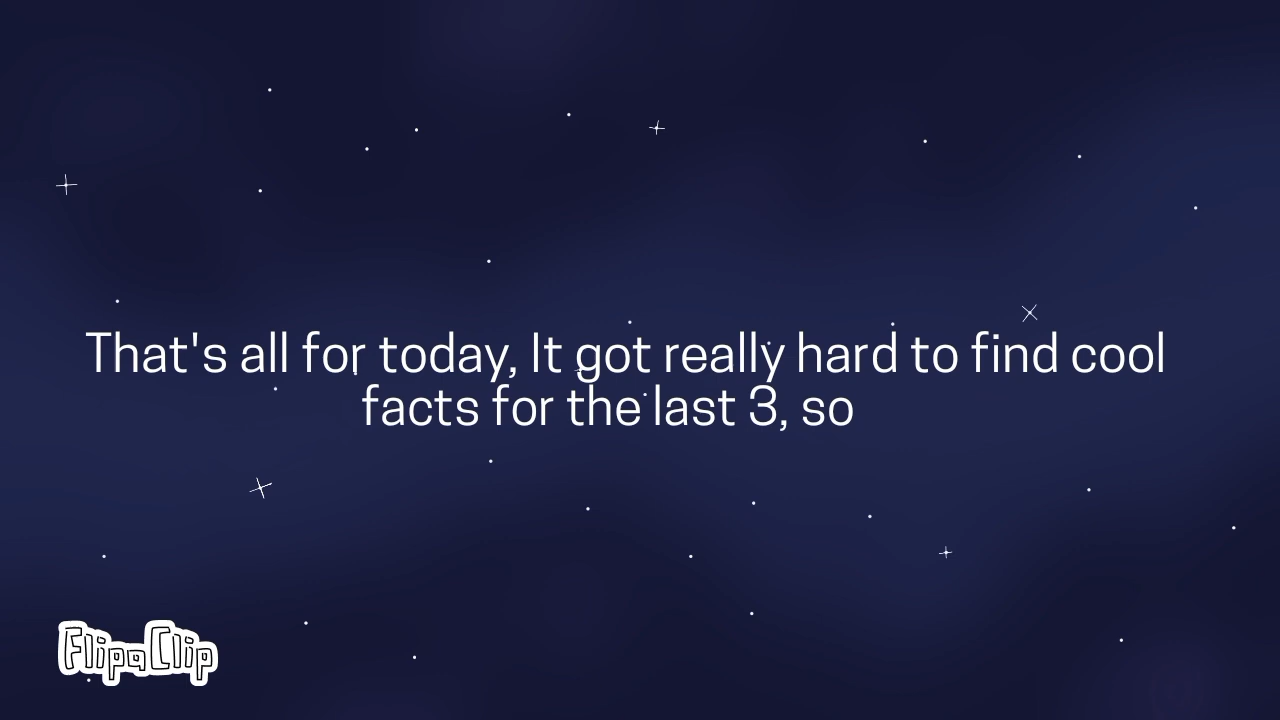 That's all for today, It got really hard to find cool
facts for the last 3, so
FlipaClip